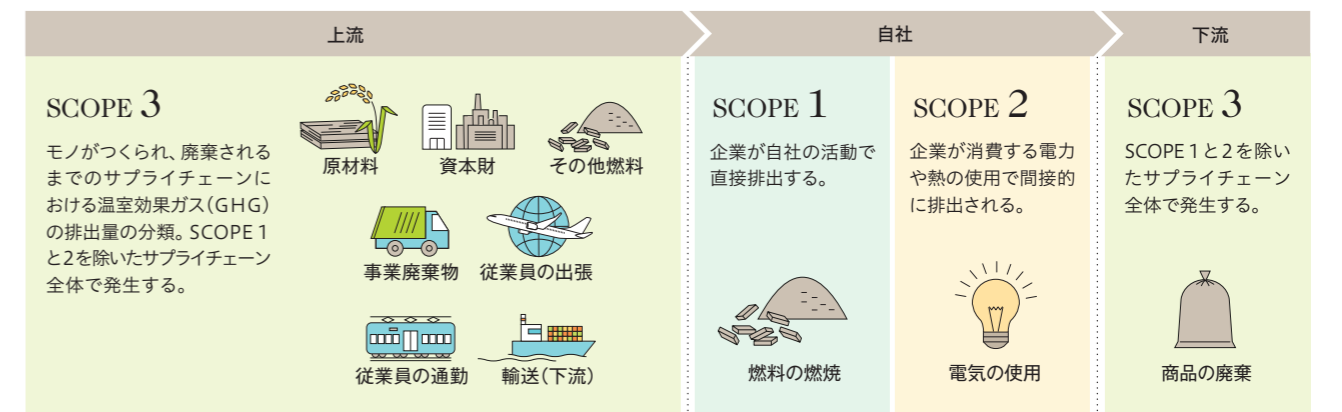 上流
自社
下流
SCOPE 3
モノがつくられ、廃棄される
までのサプライチェーンに
おける温室効果ガス(GHG)
の排出量の分類。SCOPE 1
と2を除いたサプライチェーン
全体で発生する。
原材料
資本財
その他燃料
事業廃棄物
従業員の出張
従業員の通勤
輸送(下流)
SCOPE 1
企業が自社の活動で
直接排出する。
燃料の燃焼
SCOPE 2
企業が消費する電力
や熱の使用で間接的
に排出される。
電気の使用
SCOPE 3
SCOPE 1と2を除い
たサプライチェーン
全体で発生する。
商品の廃棄